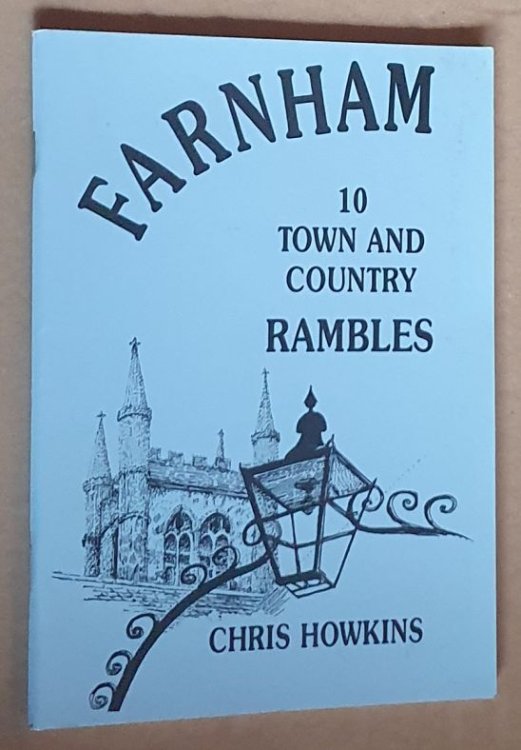 FARNHAM
10
TOWN AND
COUNTRY
RAMBLES
CHRIS HOWKINS